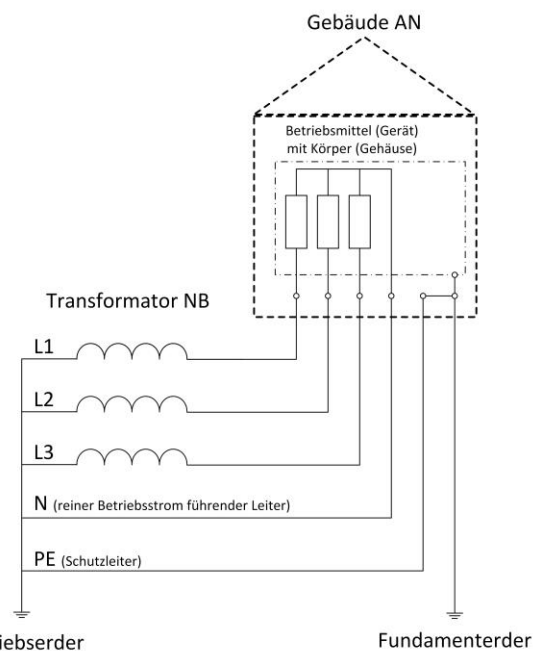 Gebäude AN
Betriebsmittel (Gerät)
mit Körper (Gehäuse)
Transformator NB
L1
L2
L3
N (reiner Betriebsstrom führender Leiter)
PE (Schutzleiter)
iebserder
Fundamenterder